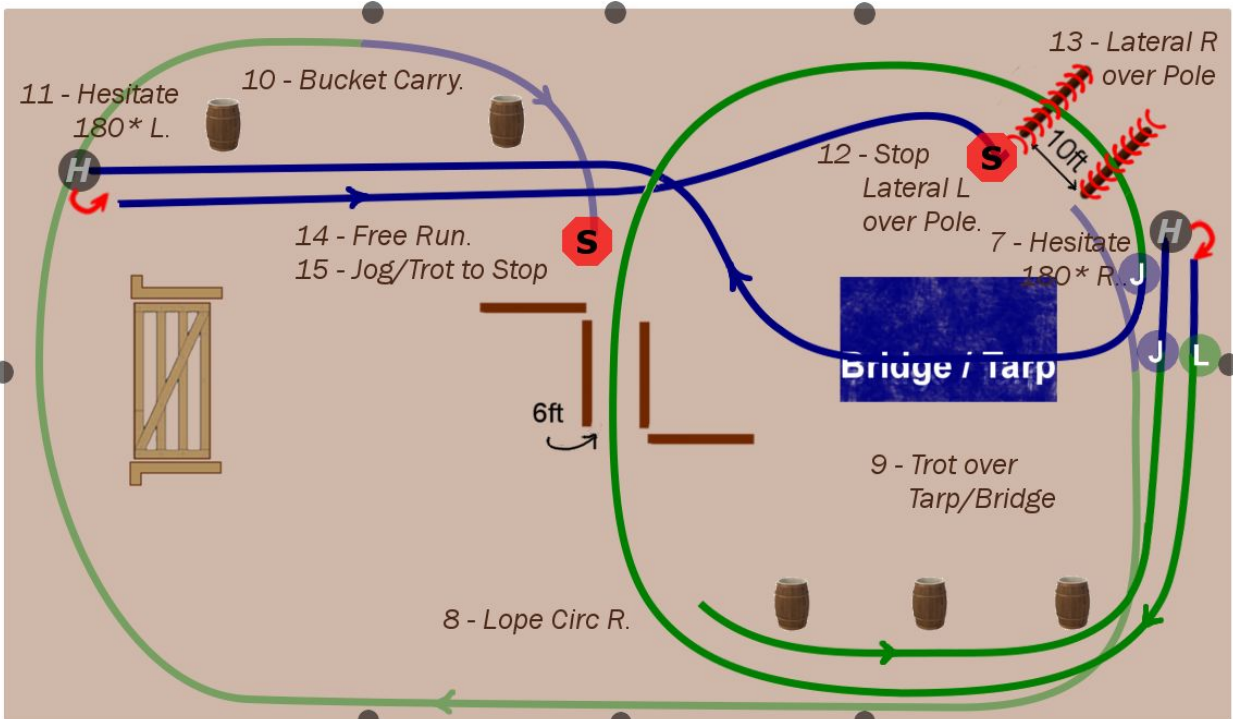 13 - Lateral R
over Pole
10 - Bucket Carry.
11 - Hesitate
180* L.
H
S
10ft
12 - Stop
Lateral L
over Pole.
7 - Hesitate
180* R..
H
J
14 - Free Run.
15 - Jog/Trot to Stop
S
J
L
Bridge / Tarp
6ft
9 - Trot over
Tarp/Bridge
8 - Lope Circ R.